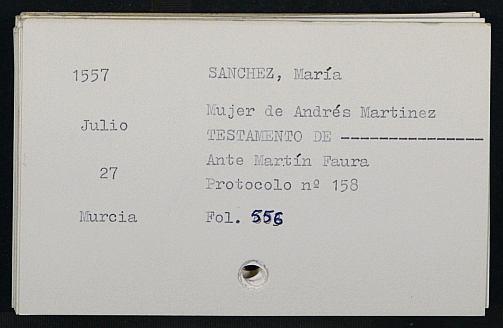 1557 SANCHEZ, María
Mujer de Andrés Martinez
Julio
TESTAMENTO DE ----------------
Ante Martín Faura
27
Protocolo nº 158
Murcia Fol. 556